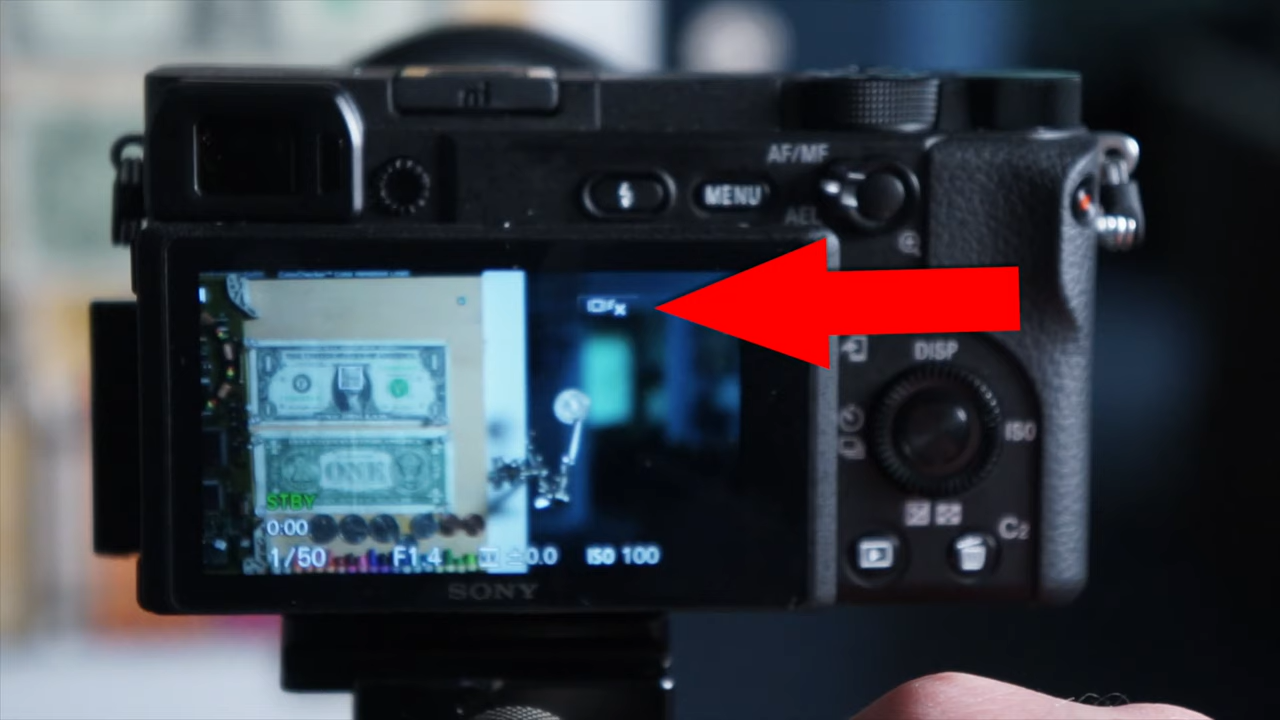 AF/MF
MENU
AEL
DISP
ISO
STBY
0:00
1/50 F1.4 ±0.0 ISO 100
ONE
C2
SONY